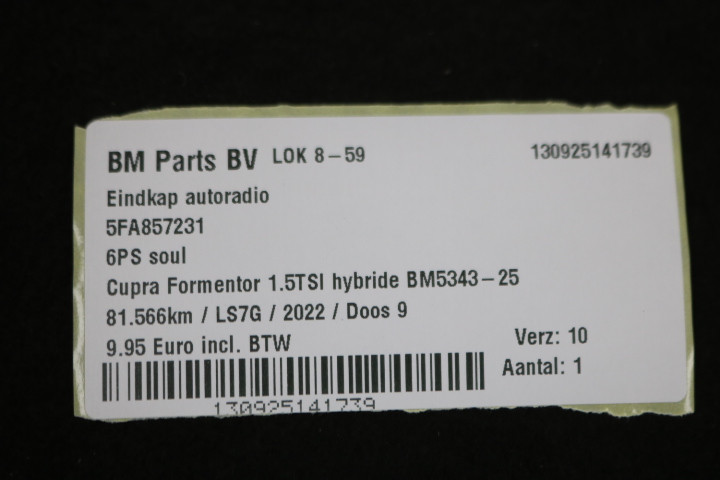 BM Parts BV LOK 8-59 130925141739
Eindkap autoradio
5FA857231
6PS soul
Cupra Formentor 1.5TSI hybride BM5343-25
81.566km / LS7G / 2022 / Doos 9
9.95 Euro incl. BTW Verz: 10
Aantal: 1
130925141739